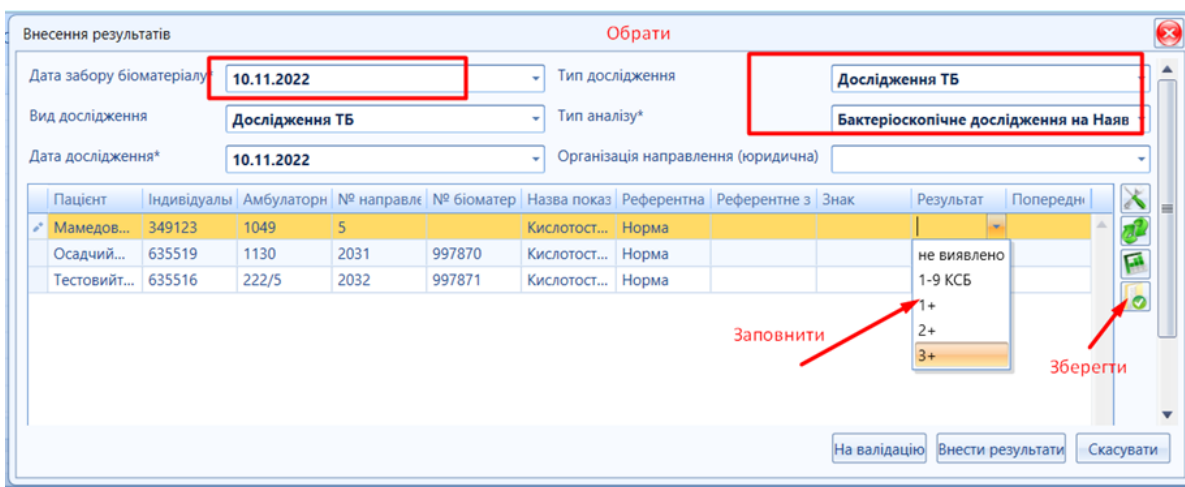 Внесення результатів Обрати
Дата забору біоматеріалу* 10.11.2022 Тип дослідження Дослідження ТБ
Вид дослідження Дослідження ТБ Тип аналізу* Бактеріоскопічне дослідження на Наяв
Дата дослідження* 10.11.2022 Організація направлення (юридична)
Пацієнт Індивідуальн Амбулаторн № направле № біоматер Назва показ Референтна Референтне з Знак Результат Попередн
Мамедов... 349123 1049 5 Кислотост... Норма
Осадчий... 635519 1130 2031 997870 Кислотост... Норма
Тестовийт... 635516 222/5 2032 997871 Кислотост... Норма
не виявлено
1-9 КСБ
1+
2+
3+
Заповнити
Зберегти
На валідацію Внести результати Скасувати